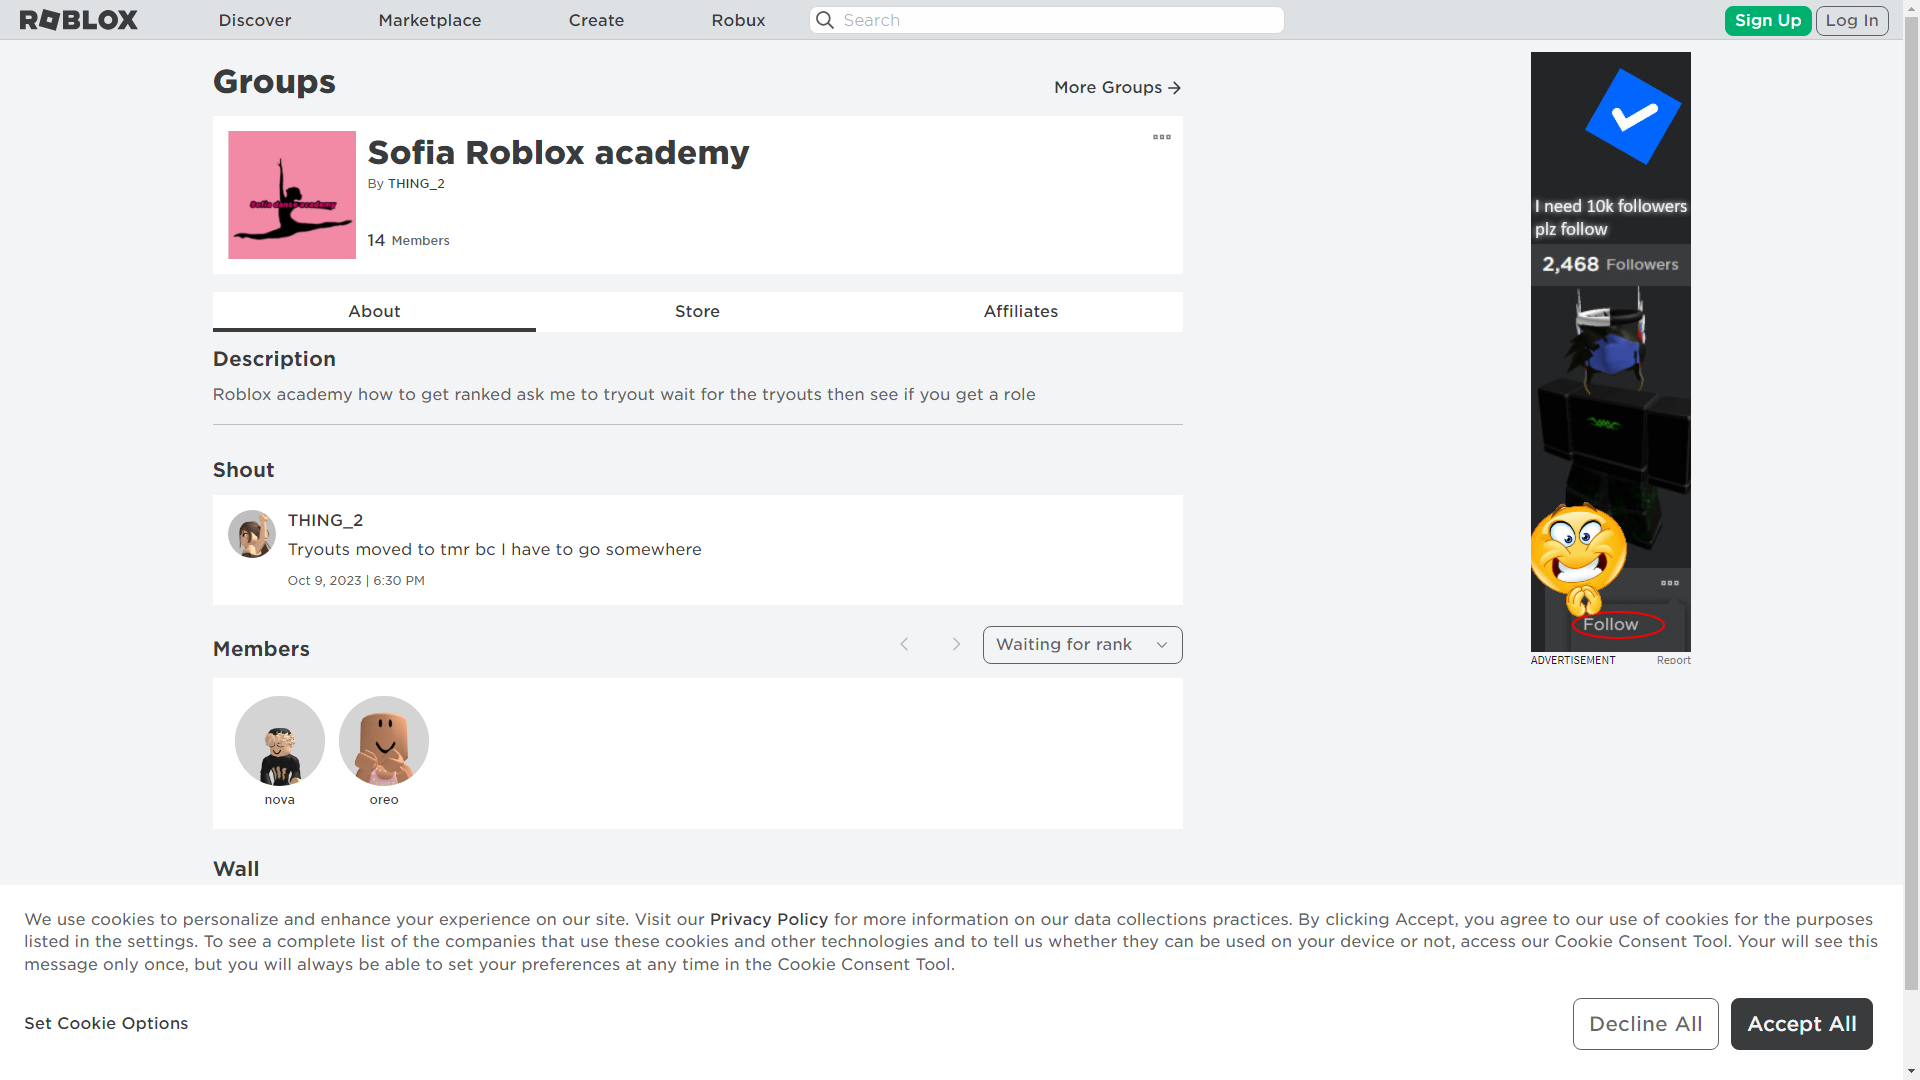 ROBLOX
Discover
Marketplace
Create
Robux
Search
Sign Up
Log In
Groups
More Groups
Sofia dance academy
Sofia Roblox academy
By THING_2
14 Members
About
Store
Affiliates
Description
Roblox academy how to get ranked ask me to tryout wait for the tryouts then see if you get a role
Shout
THING_2
Tryouts moved to tmr bc I have to go somewhere
Oct 9, 2023 | 6:30 PM
Members
Waiting for rank
nova
oreo
Wall
I need 10k followers
plz follow
2,468 Followers
Follow
ADVERTISEMENT
Report
We use cookies to personalize and enhance your experience on our site. Visit our Privacy Policy for more information on our data collections practices. By clicking Accept, you agree to our use of cookies for the purposes
listed in the settings. To see a complete list of the companies that use these cookies and other technologies and to tell us whether they can be used on your device or not, access our Cookie Consent Tool. Your will see this
message only once, but you will always be able to set your preferences at any time in the Cookie Consent Tool.
Set Cookie Options
Decline All
Accept All